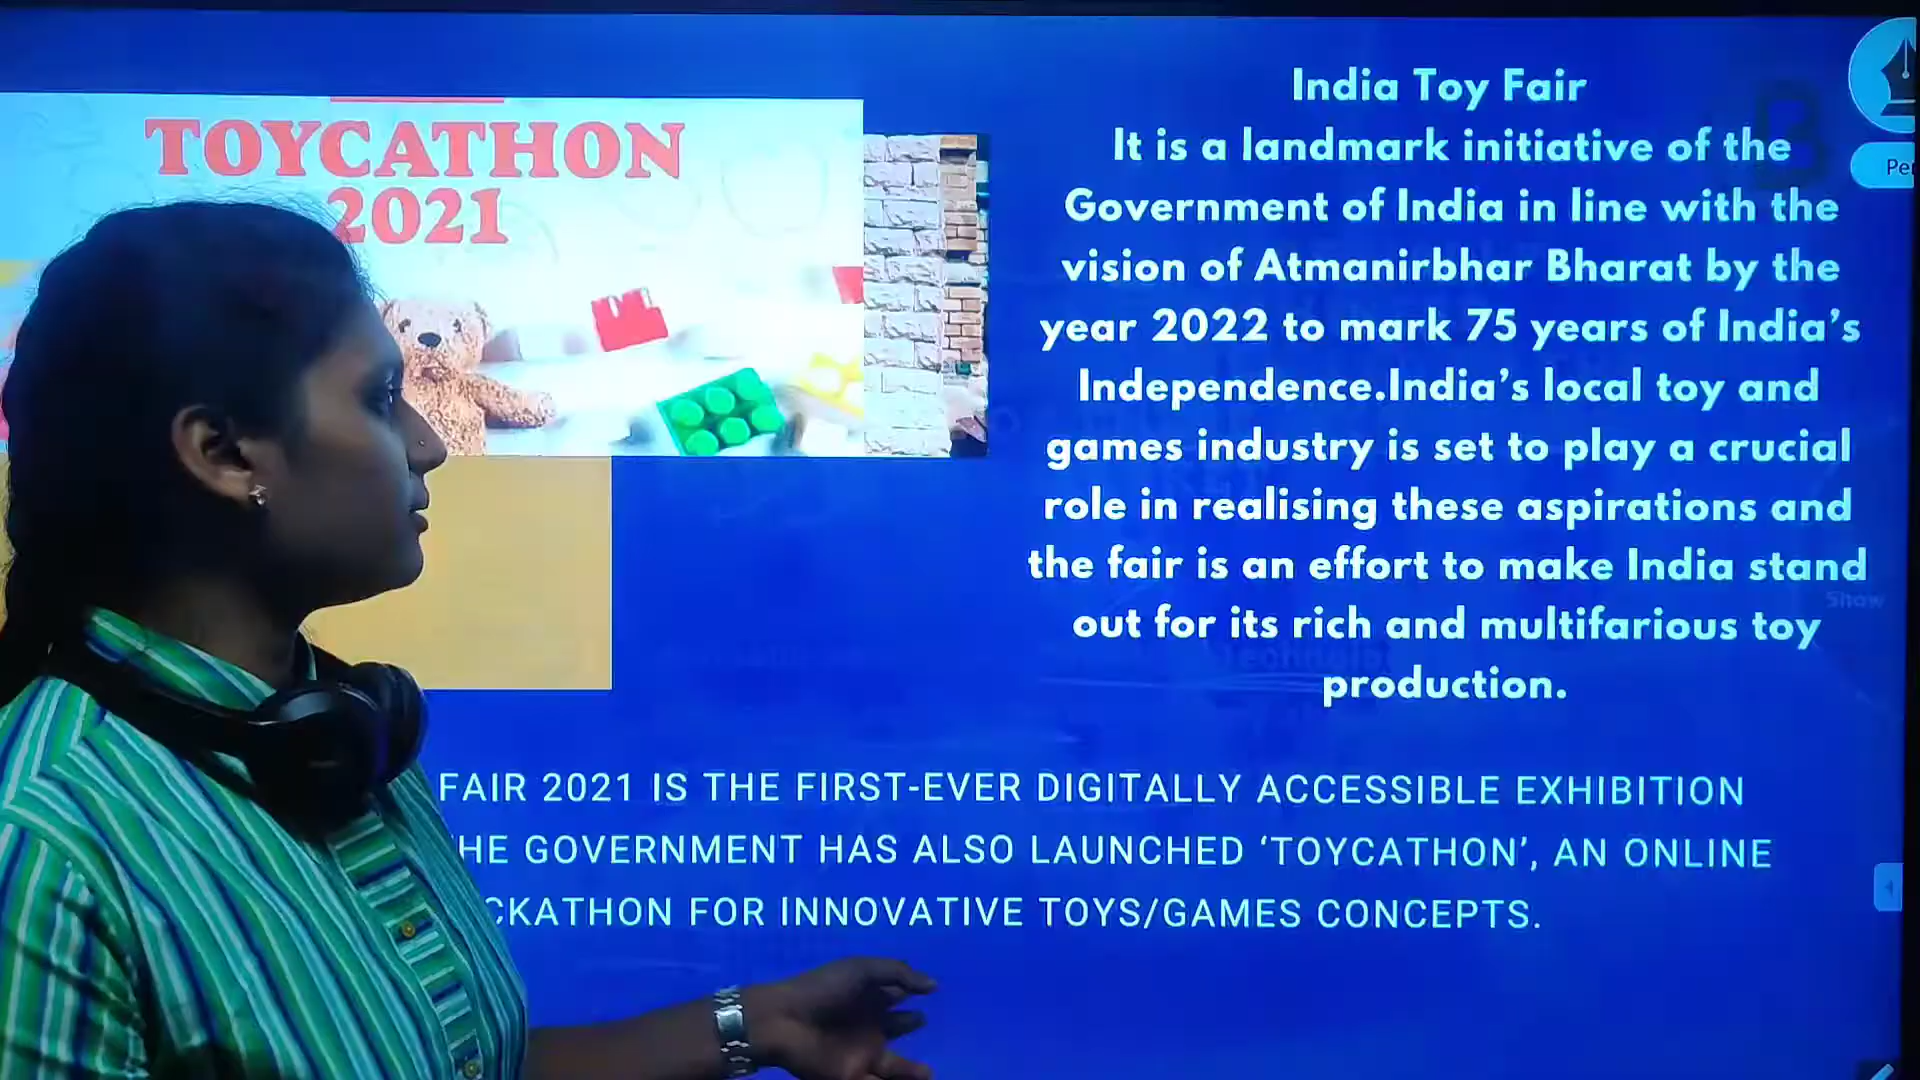 TOYCATHON
2021
India Toy Fair
It is a landmark initiative of the
Government of India in line with the
vision of Atmanirbhar Bharat by the
year 2022 to mark 75 years of India’s
Independence.India’s local toy and
games industry is set to play a crucial
role in realising these aspirations and
the fair is an effort to make India stand
out for its rich and multifarious toy
production.
FAIR 2021 IS THE FIRST-EVER DIGITALLY ACCESSIBLE EXHIBITION
HE GOVERNMENT HAS ALSO LAUNCHED ‘TOYCATHON’, AN ONLINE
CKATHON FOR INNOVATIVE TOYS/GAMES CONCEPTS.
Show